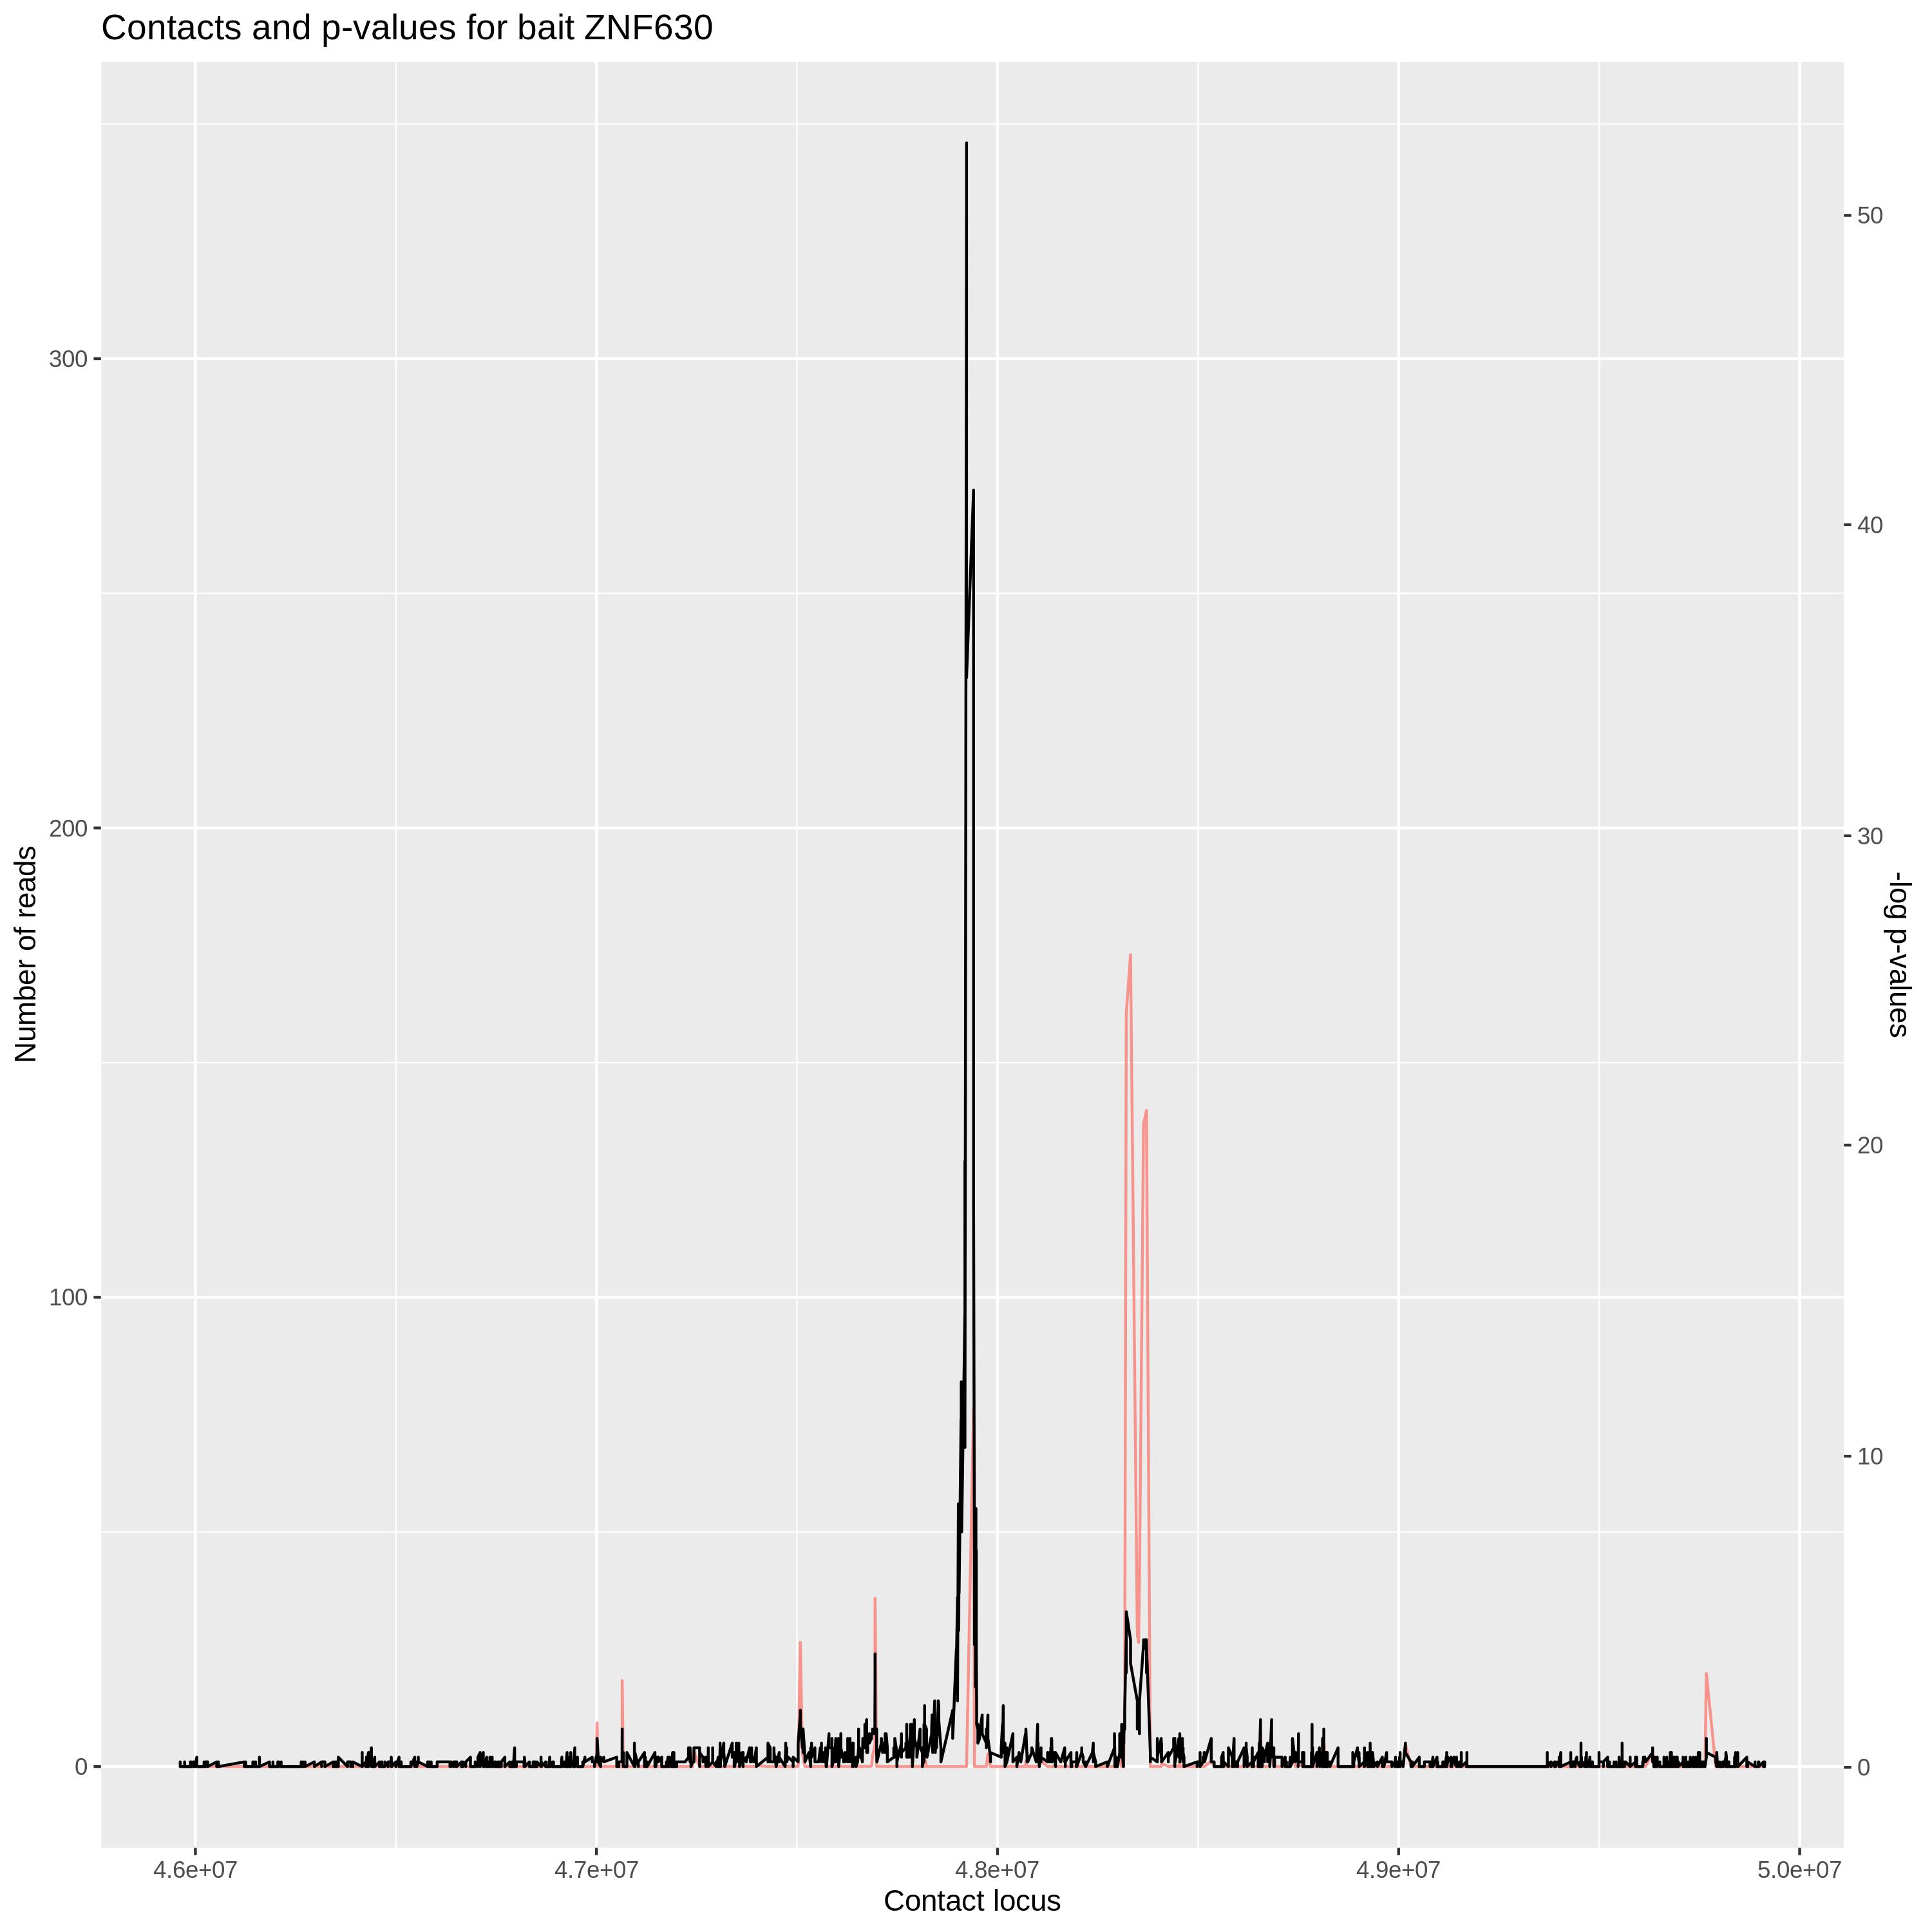 Contacts and p-values for bait ZNF630
Number of reads
300
200
100
0
50
40
30
20
10
0
-log p-values
4.6e+07
4.7e+07
4.8e+07
4.9e+07
5.0e+07
Contact locus